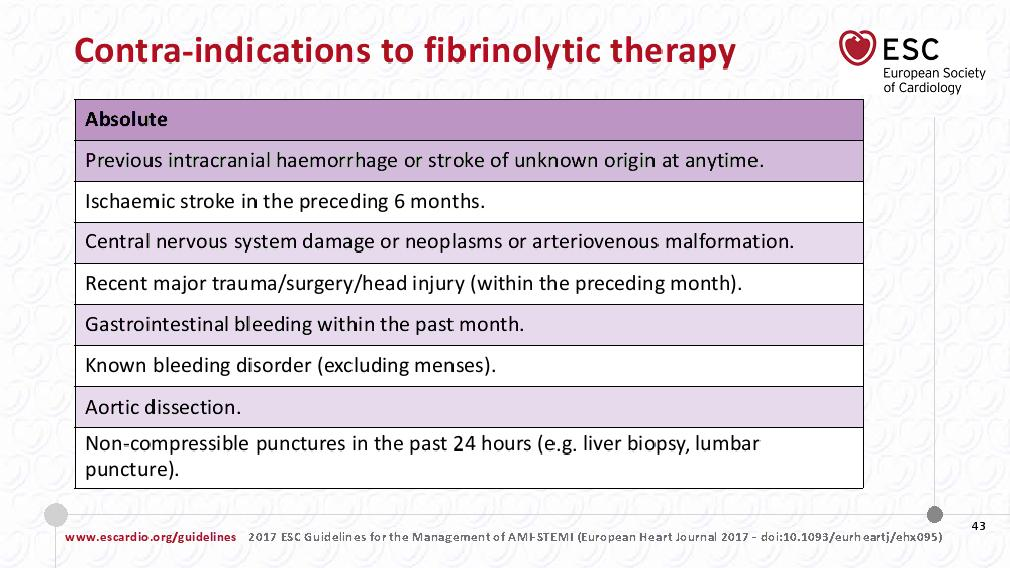 Contra-indications to fibrinolytic therapy
ESC
European Society
of Cardiology
Absolute
Previous intracranial haemorrhage or stroke of unknown origin at anytime.
Ischaemic stroke in the preceding 6 months.
Central nervous system damage or neoplasms or arteriovenous malformation.
Recent major trauma/surgery/head injury (within the preceding month).
Gastrointestinal bleeding within the past month.
Known bleeding disorder (excluding menses).
Aortic dissection.
Non-compressible punctures in the past 24 hours (e.g. liver biopsy, lumbar
puncture).
43
www.escardio.org/guidelines 2017 ESC Guidelines for the Management of AMI-STEMI (European Heart Journal 2017 - doi:10.1093/eurheartj/ehx095)